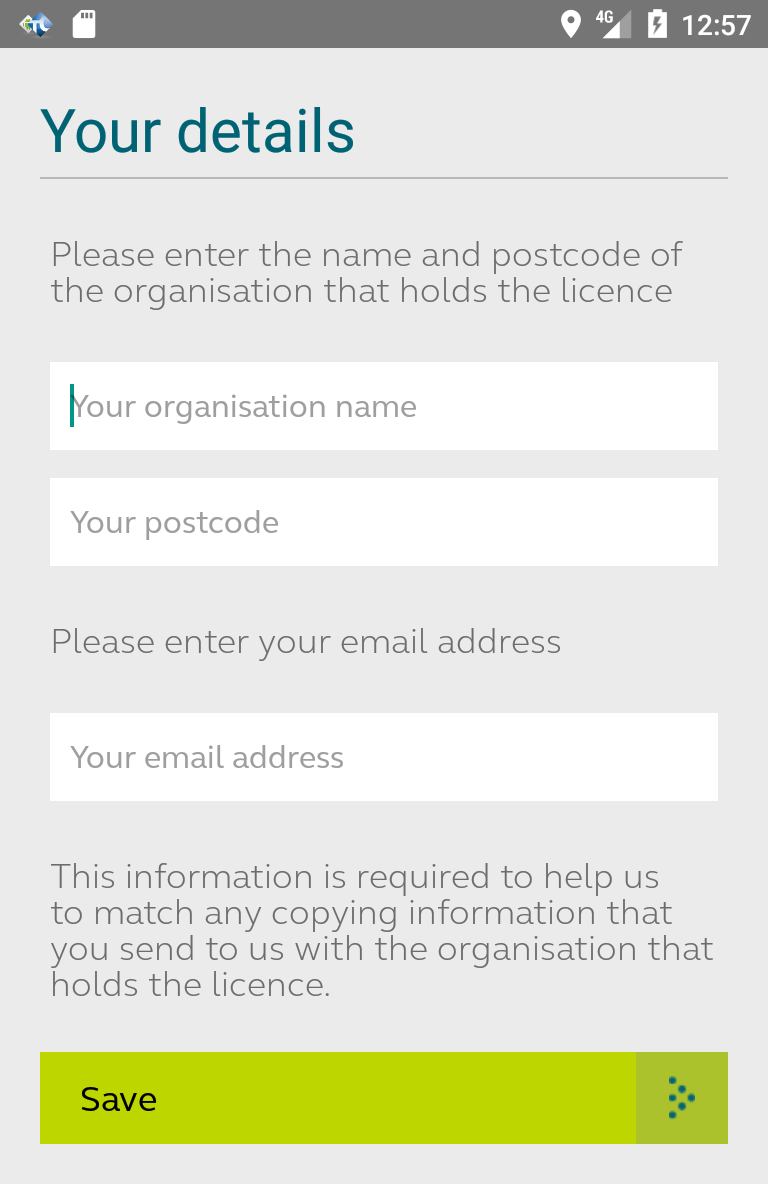 4G 12:57
Your details
Please enter the name and postcode of
the organisation that holds the licence
Your organisation name
Your postcode
Please enter your email address
Your email address
This information is required to help us
to match any copying information that
you send to us with the organisation that
holds the licence.
Save